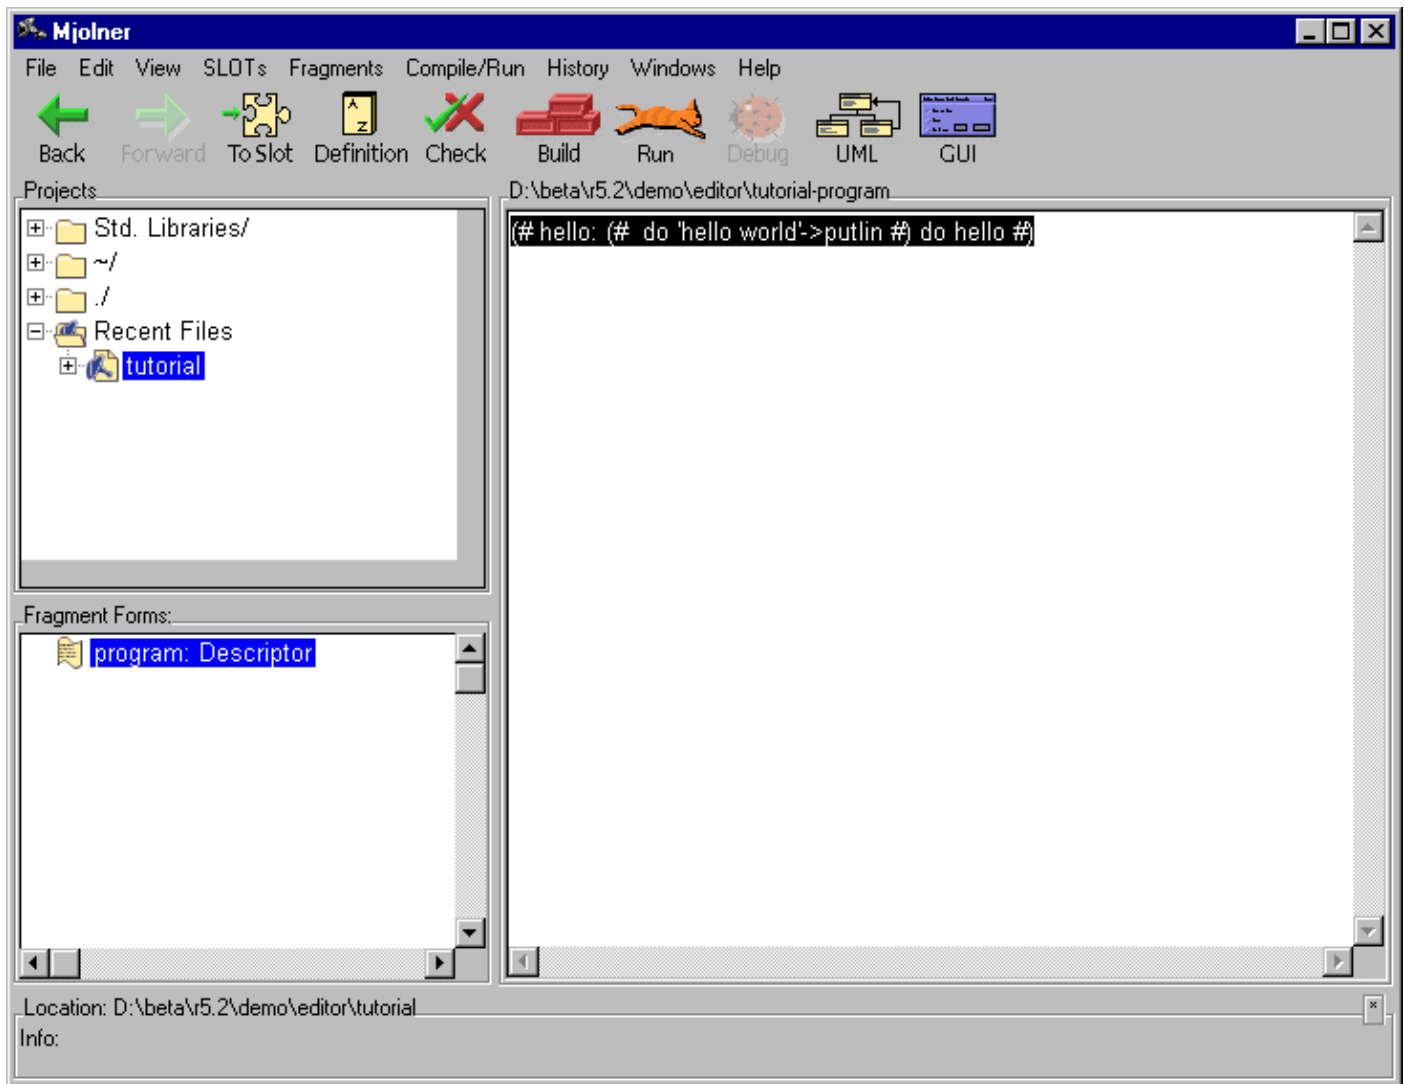 Mjolner
File Edit View SLOTs Fragments Compile/Run History Windows Help
Back Forward To Slot Definition Check Build Run Debug UML GUI
Projects
Std. Libraries/
~/
./
Recent Files
tutorial
D:\beta\r5.2\demo\editor\tutorial-program
(# hello: (#  do 'hello world'->putlin #) do hello #)
Fragment Forms:
program: Descriptor
Location: D:\beta\r5.2\demo\editor\tutorial
Info: